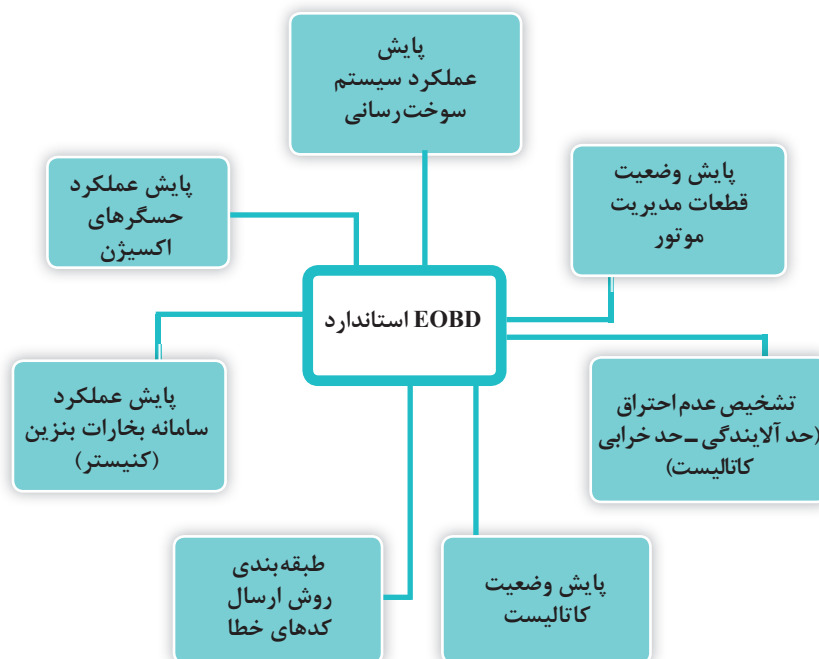 پایش
عملکرد سیستم
سوخت‌رسانی
پایش وضعیت
قطعات مدیریت
موتور
پایش عملکرد
حسگرهای
اکسیژن
استاندارد EOBD
تشخیص عدم احتراق
(حد آلایندگی ـ حد خرابی
کاتالیست)
پایش عملکرد
سامانه بخارات بنزین
(کنیستر)
پایش وضعیت
کاتالیست
طبقه‌بندی
روش ارسال
کدهای خطا